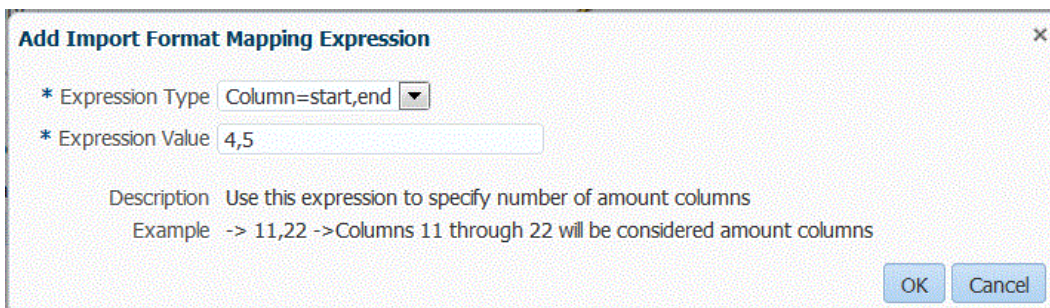 Add Import Format Mapping Expression
* Expression Type Column=start,end
* Expression Value 4,5
Description Use this expression to specify number of amount columns
Example -> 11,22 ->Columns 11 through 22 will be considered amount columns
OK Cancel